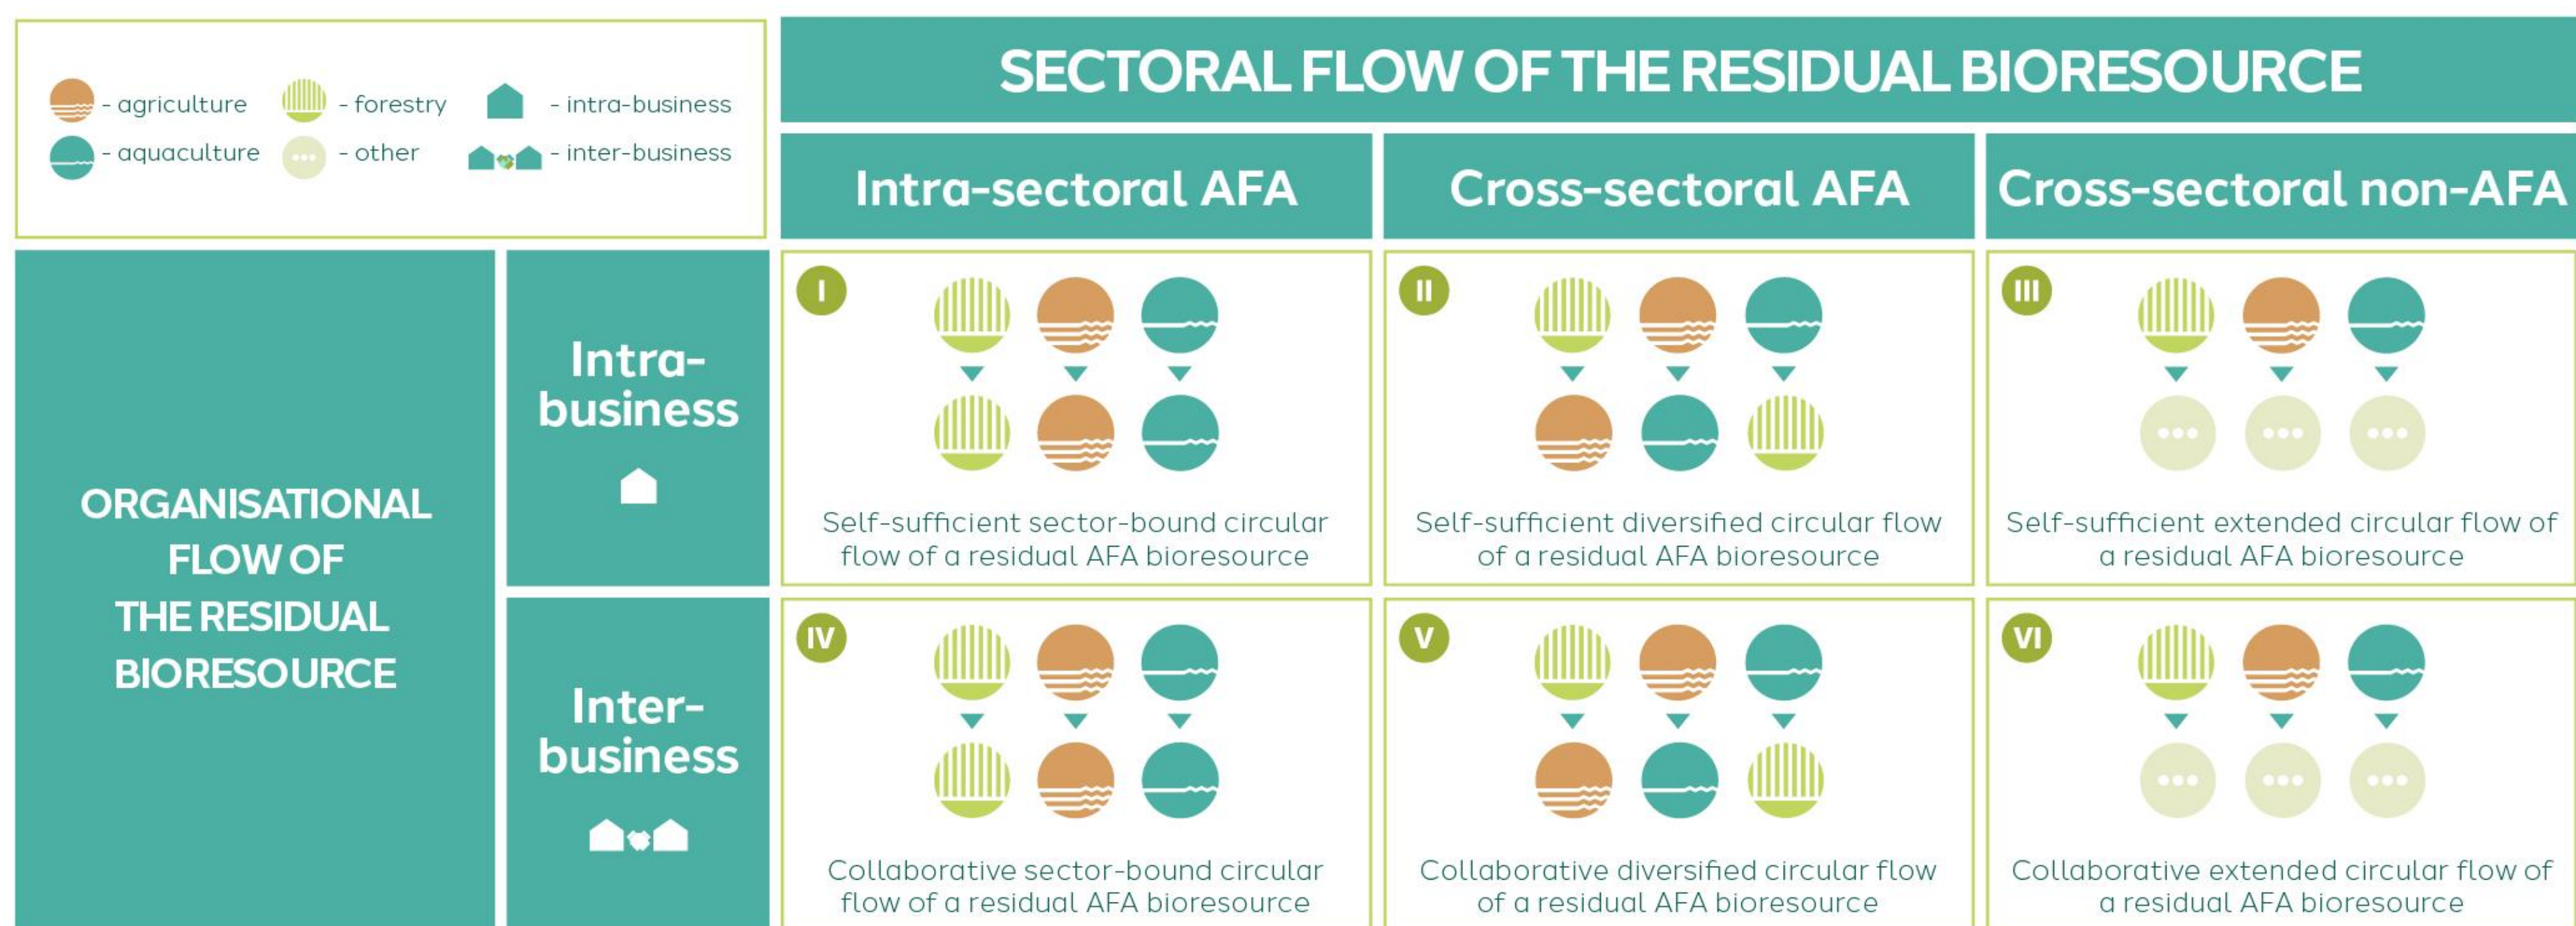 - agriculture
- forestry
- intra-business
- aquaculture
- other
- inter-business
SECTORAL FLOW OF THE RESIDUAL BIORESOURCE
Intra-sectoral AFA
Cross-sectoral AFA
Cross-sectoral non-AFA
ORGANISATIONAL
FLOW OF
THE RESIDUAL
BIORESOURCE
Intra-
business
I
Self-sufficient sector-bound circular
flow of a residual AFA bioresource
II
Self-sufficient diversified circular flow
of a residual AFA bioresource
III
Self-sufficient extended circular flow of
a residual AFA bioresource
Inter-
business
IV
Collaborative sector-bound circular
flow of a residual AFA bioresource
V
Collaborative diversified circular flow
of a residual AFA bioresource
VI
Collaborative extended circular flow of
a residual AFA bioresource